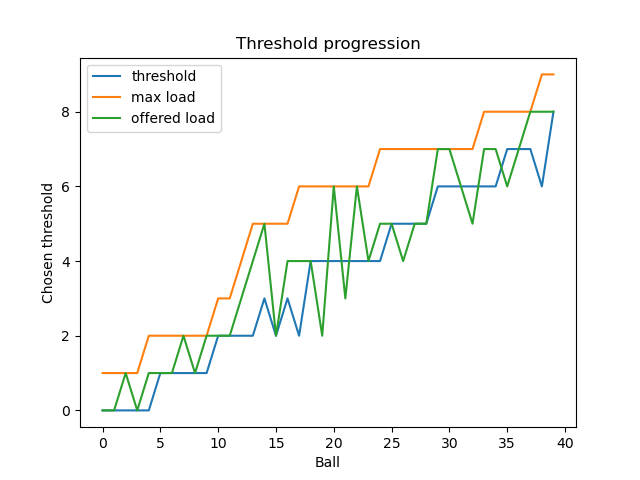 Threshold progression
threshold
max load
offered load
8
6
4
2
0
Chosen threshold
0 5 10 15 20 25 30 35 40
Ball